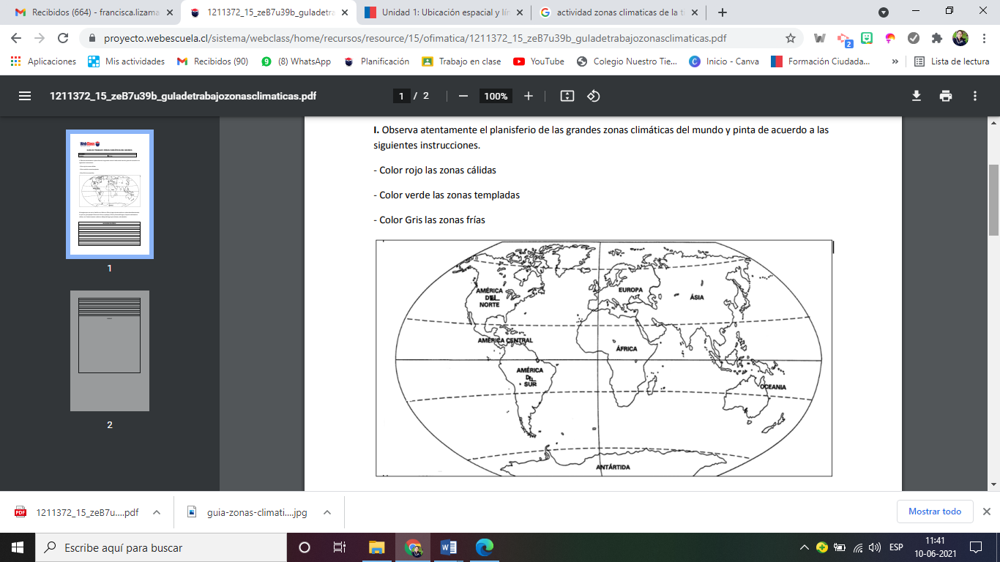 Recibidos (664) - francisca.lizama
1211372_15_zeB7u39b_guladetra
Unidad 1: Ubicación espacial y lín
actividad zonas climaticas de la ti
proyecto.webescuela.cl/sistema/webclass/home/recursos/resource/15/ofimatica/1211372_15_zeB7u39b_guladetrabajozonasclimaticas.pdf
2
Aplicaciones
Mis actividades
Recibidos (90)
(8) WhatsApp
Planificación
Trabajo en clase
YouTube
Colegio Nuestro Tie...
Inicio - Canva
Formación Ciudada...
»
Lista de lectura
1211372_15_zeB7u39b_guladetrabajozonasclimaticas.pdf
1 / 2
100%
1
2
I. Observa atentamente el planisferio de las grandes zonas climáticas del mundo y pinta de acuerdo a las
siguientes instrucciones.
- Color rojo las zonas cálidas
- Color verde las zonas templadas
- Color Gris las zonas frías
AMÉRICA
DEL
NORTE
EUROPA
ÁSIA
AMÉRICA CENTRAL
ÁFRICA
AMÉRICA
DEL
SUR
OCEANIA
ANTÁRTIDA
1211372_15_zeB7u....pdf
guia-zonas-climati....jpg
Mostrar todo
Escribe aquí para buscar
ESP
11:41
10-06-2021